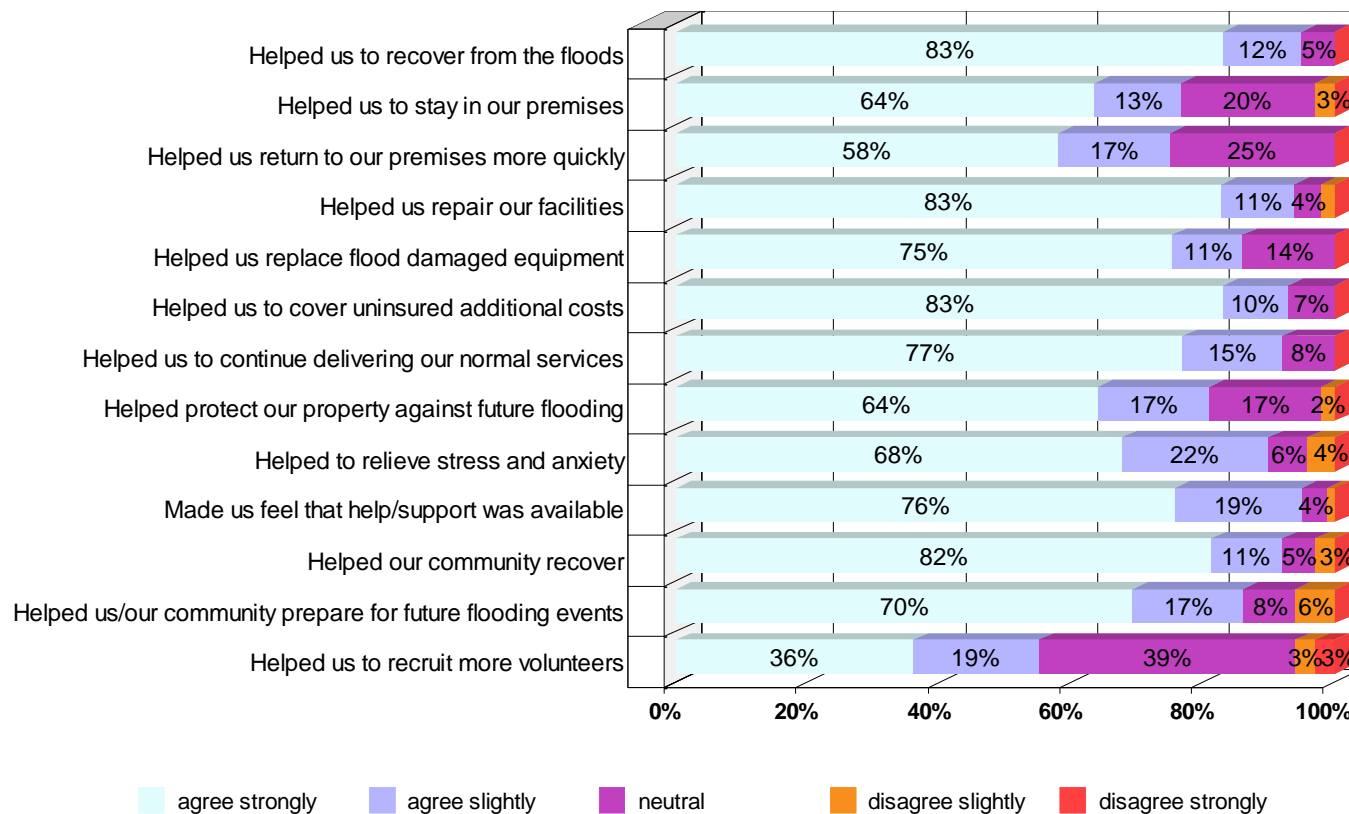 Helped us to recover from the floods 83% 12% 5%
Helped us to stay in our premises 64% 13% 20% 3%
Helped us return to our premises more quickly 58% 17% 25%
Helped us repair our facilities 83% 11% 4%
Helped us replace flood damaged equipment 75% 11% 14%
Helped us to cover uninsured additional costs 83% 10% 7%
Helped us to continue delivering our normal services 77% 15% 8%
Helped protect our property against future flooding 64% 17% 17% 2%
Helped to relieve stress and anxiety 68% 22% 6% 4%
Made us feel that help/support was available 76% 19% 4%
Helped our community recover 82% 11% 5% 3%
Helped us/our community prepare for future flooding events 70% 17% 8% 6%
Helped us to recruit more volunteers 36% 19% 39% 3% 3%
0% 20% 40% 60% 80% 100%
agree strongly agree slightly neutral disagree slightly disagree strongly